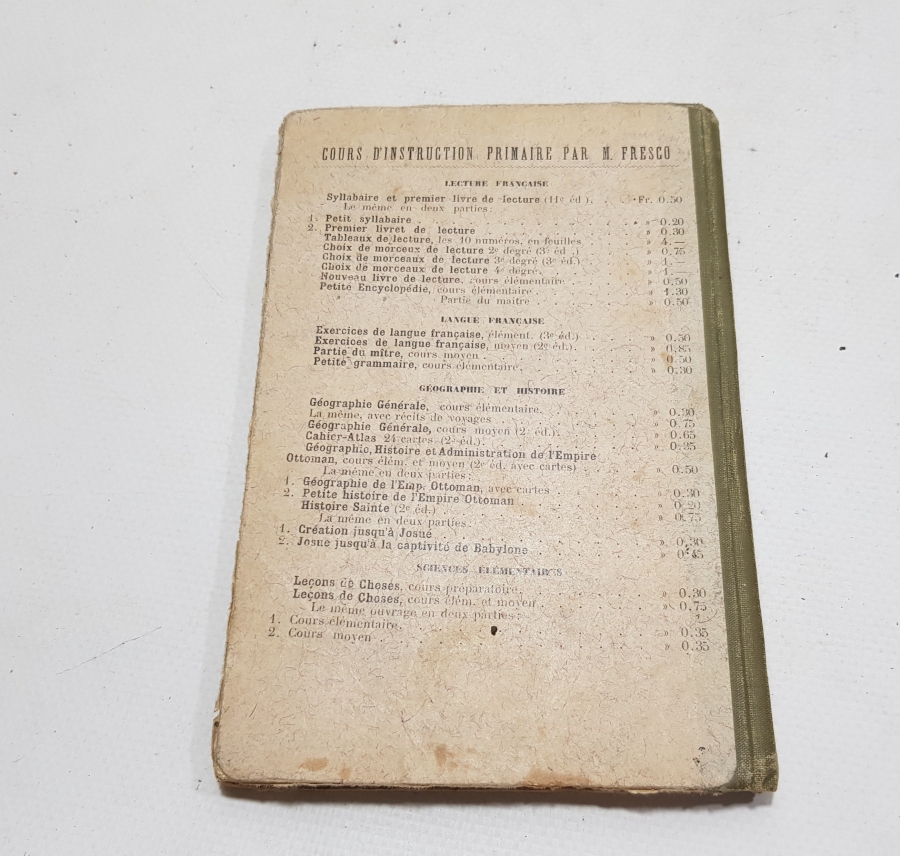 COURS D'INSTRUCTION PRIMAIRE PAR M. FRESCO
LECTURE FRANÇAISE
Syllabaire et premier livre de lecture (11e éd.). . Fr. 0.50
Le même en deux parties:
1. Petit syllabaire . . . » 0.20
2. Premier livret de lecture » 0.30
Tableaux de lecture, les 10 numéros, en feuilles » 4.—
Choix de morceux de lecture 2e degré (3e éd.). » 0.75
Choix de morceaux de lecture 3e degré (3e éd.) » 1.—
Choix de morceaux de lecture 4e degré. » 1.—
Nouveau livre de lecture, cours élémentaire » 0.50
Petite Encyclopédie, cours élémentaire » 1.30
» » Partie du maitre . » 0.50
LANGUE FRANÇAISE
Exercices de langue française, élément. (3e éd.) » 0.50
Exercices de langue française, moyen (2e éd.). » 0.85
Partie du mître, cours moyen . » 0.50
Petite grammaire, cours élémentaire. » 0.30
GÉOGRAPHIE ET HISTOIRE
Géographie Générale, cours élémentaire. » 0.30
La même, avec récits de voyages » 0.75
Géographie Générale, cours moyen (2e éd.). » 0.65
Cahier-Atlas 24 cartes (2e éd.). » 0.35
Géographie, Histoire et Administration de l'Empire
Ottoman, cours élém. et moyen (2e éd. avec cartes) » 0.50
La même en deux parties:
1. Géographie de l'Emp. Ottoman, avec cartes » 0.30
2. Petite histoire de l'Empire Ottoman » 0.20
Histoire Sainte (2e éd.) . » 0.75
La même en deux parties.
1. Création jusqu'à Josué » 0.30
2. Josué jusqu'à la captivité de Babylone » 0.45
SCIENCES ÉLÉMENTAIRES
Leçons de Choses, cours préparatoire. » 0.30
Leçons de Choses, cours élém. et moyen » 0.75
Le même ouvrage en deux parties:
1. Cours élémentaire. » 0.35
2. Cours moyen » 0.35